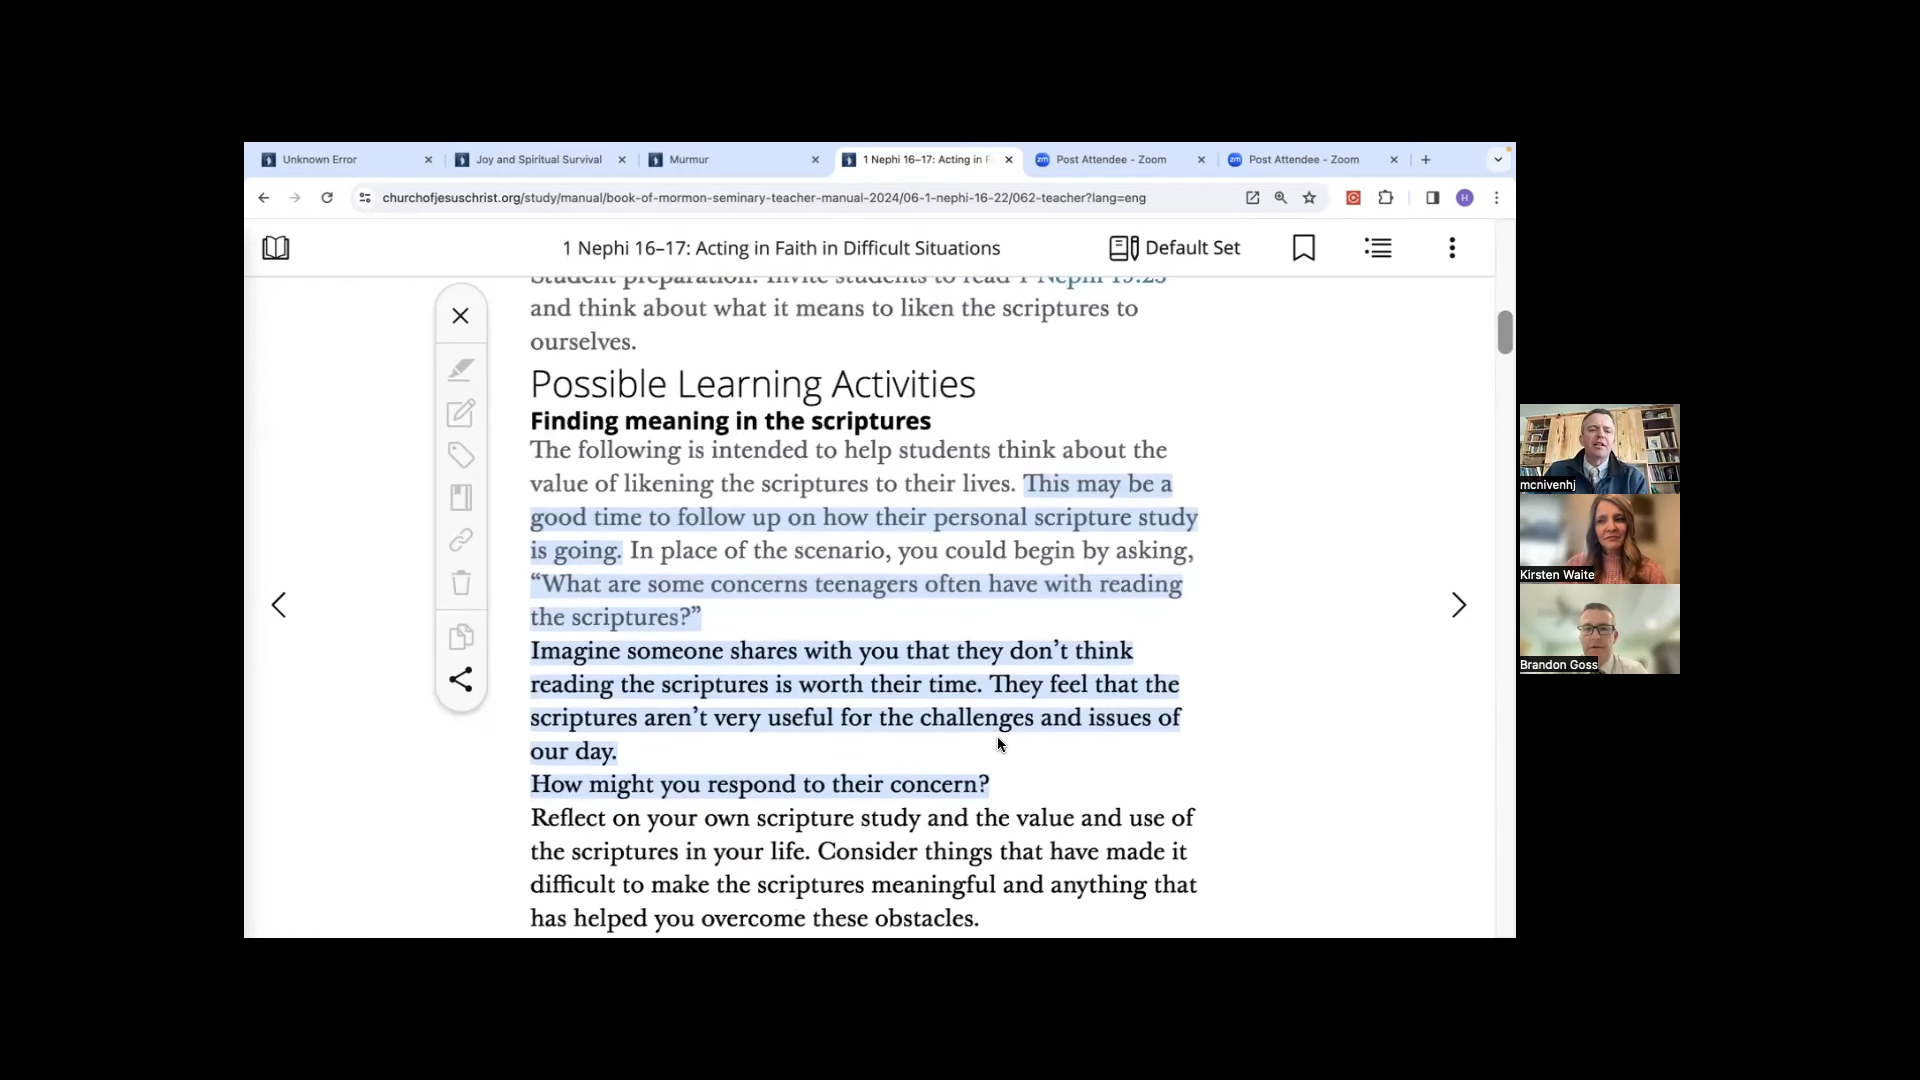 Unknown Error
Joy and Spiritual Survival
Murmur
1 Nephi 16–17: Acting in F
Post Attendee - Zoom
Post Attendee - Zoom
churchofjesuschrist.org/study/manual/book-of-mormon-seminary-teacher-manual-2024/06-1-nephi-16-22/062-teacher?lang=eng
H
1 Nephi 16–17: Acting in Faith in Difficult Situations
Default Set
Student preparation: Invite students to read 1 Nephi 19:23
and think about what it means to liken the scriptures to
ourselves.
Possible Learning Activities
Finding meaning in the scriptures
The following is intended to help students think about the
value of likening the scriptures to their lives. This may be a
good time to follow up on how their personal scripture study
is going. In place of the scenario, you could begin by asking,
“What are some concerns teenagers often have with reading
the scriptures?”
Imagine someone shares with you that they don’t think
reading the scriptures is worth their time. They feel that the
scriptures aren’t very useful for the challenges and issues of
our day.
How might you respond to their concern?
Reflect on your own scripture study and the value and use of
the scriptures in your life. Consider things that have made it
difficult to make the scriptures meaningful and anything that
has helped you overcome these obstacles.
mcnivenhj
Kirsten Waite
Brandon Goss